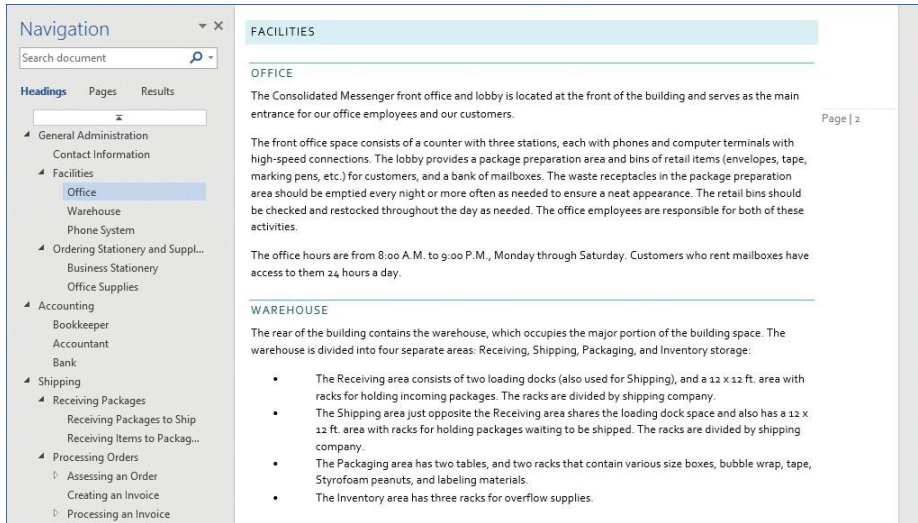 Navigation
Search document
Headings Pages Results
General Administration
Contact Information
Facilities
Office
Warehouse
Phone System
Ordering Stationery and Suppl...
Business Stationery
Office Supplies
Accounting
Bookkeeper
Accountant
Bank
Shipping
Receiving Packages
Receiving Packages to Ship
Receiving Items to Packag...
Processing Orders
Assessing an Order
Creating an Invoice
Processing an Invoice
FACILITIES
OFFICE
The Consolidated Messenger front office and lobby is located at the front of the building and serves as the main
entrance for our office employees and our customers.
Page | 2
The front office space consists of a counter with three stations, each with phones and computer terminals with
high-speed connections. The lobby provides a package preparation area and bins of retail items (envelopes, tape,
marking pens, etc.) for customers, and a bank of mailboxes. The waste receptacles in the package preparation
area should be emptied every night or more often as needed to ensure a neat appearance. The retail bins should
be checked and restocked throughout the day as needed. The office employees are responsible for both of these
activities.
The office hours are from 8:00 A.M. to 9:00 P.M., Monday through Saturday. Customers who rent mailboxes have
access to them 24 hours a day.
WAREHOUSE
The rear of the building contains the warehouse, which occupies the major portion of the building space. The
warehouse is divided into four separate areas: Receiving, Shipping, Packaging, and Inventory storage:
• The Receiving area consists of two loading docks (also used for Shipping), and a 12 x 12 ft. area with
racks for holding incoming packages. The racks are divided by shipping company.
• The Shipping area just opposite the Receiving area shares the loading dock space and also has a 12 x
12 ft. area with racks for holding packages waiting to be shipped. The racks are divided by shipping
company.
• The Packaging area has two tables, and two racks that contain various size boxes, bubble wrap, tape,
Styrofoam peanuts, and labeling materials.
• The Inventory area has three racks for overflow supplies.